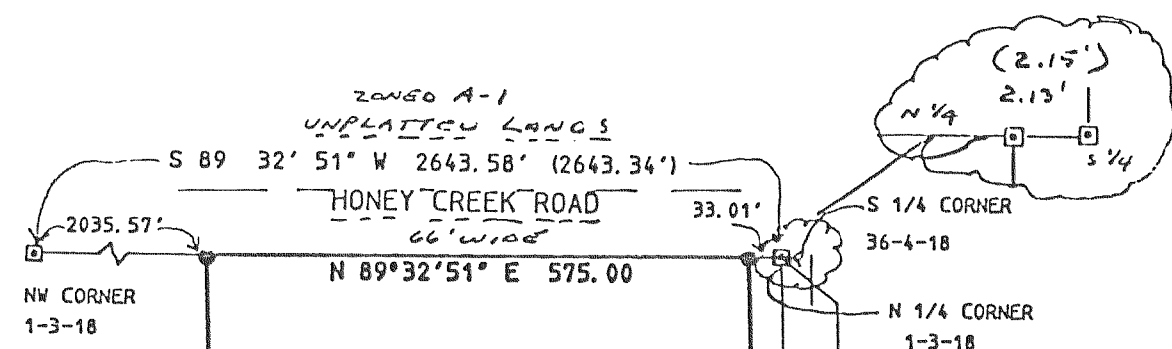 (2.15')
2.13'
N 1/4
S 1/4
ZONED A-1
UNPLATTED LANDS
S 89 32' 51" W 2643.58' (2643.34')
HONEY CREEK ROAD
66' WIDE
2035.57'
33.01'
S 1/4 CORNER
36-4-18
N 89°32'51" E 575.00
NW CORNER
1-3-18
N 1/4 CORNER
1-3-18